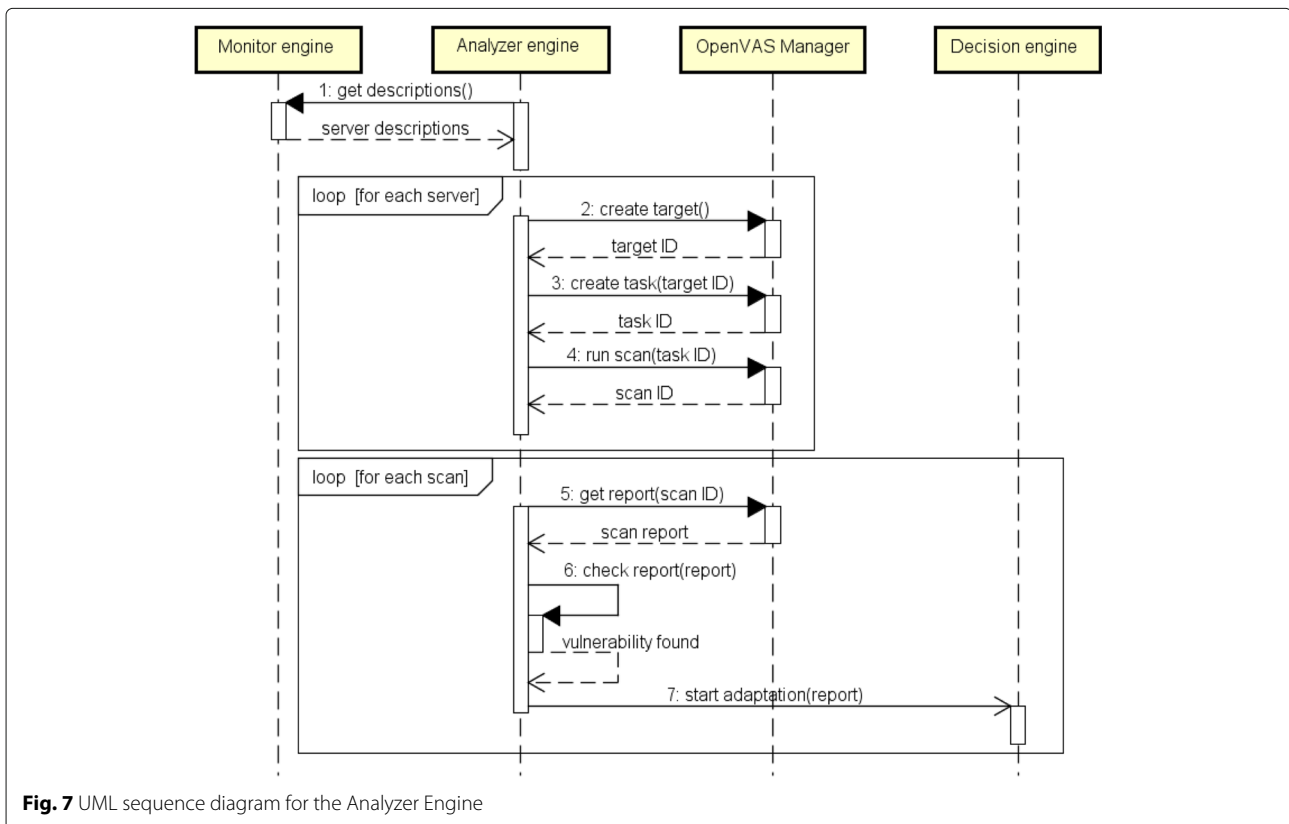 Monitor engine
Analyzer engine
OpenVAS Manager
Decision engine
1: get descriptions()
server descriptions
loop [for each server]
2: create target()
target ID
3: create task(target ID)
task ID
4: run scan(task ID)
scan ID
loop [for each scan]
5: get report(scan ID)
scan report
6: check report(report)
vulnerability found
7: start adaptation(report)
Fig. 7 UML sequence diagram for the Analyzer Engine